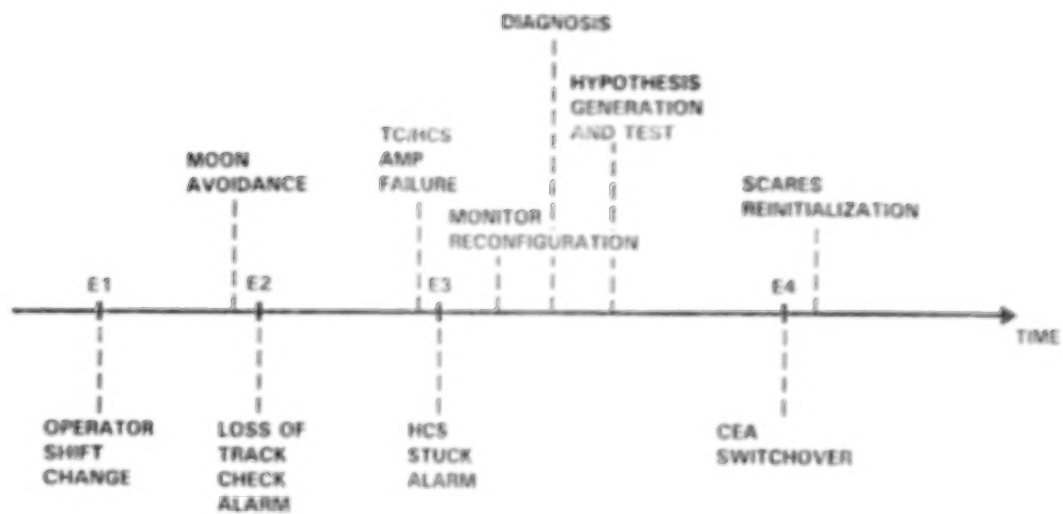 DIAGNOSIS
HYPOTHESIS
GENERATION
AND TEST
TC/HCS
AMP
FAILURE
MOON
AVOIDANCE
SCARES
REINITIALIZATION
MONITOR
RECONFIGURATION
E1
E2
E3
E4
TIME
OPERATOR
SHIFT
CHANGE
LOSS OF
TRACK
CHECK
ALARM
HCS
STUCK
ALARM
CEA
SWITCHOVER